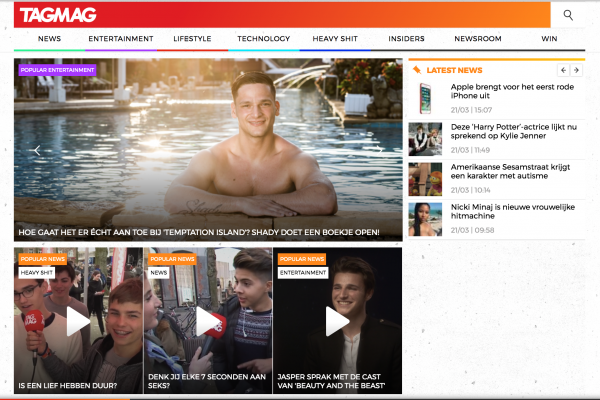 TAGMAG
NEWS
ENTERTAINMENT
LIFESTYLE
TECHNOLOGY
HEAVY SHIT
INSIDERS
NEWSROOM
WIN
POPULAR ENTERTAINMENT
HOE GAAT HET ER ÉCHT AAN TOE BIJ 'TEMPTATION ISLAND'? SHADY DOET EEN BOEKJE OPEN!
LATEST NEWS
Apple brengt voor het eerst rode
iPhone uit
21/03 | 15:07
Deze 'Harry Potter'-actrice lijkt nu
sprekend op Kylie Jenner
21/03 | 11:49
Amerikaanse Sesamstraat krijgt
een karakter met autisme
21/03 | 10:14
Nicki Minaj is nieuwe vrouwelijke
hitmachine
21/03 | 09:58
POPULAR NEWS
HEAVY SHIT
TAG
MAG
IS EEN LIEF HEBBEN DUUR?
POPULAR NEWS
NEWS
MAG
DENK JIJ ELKE 7 SECONDEN AAN
SEKS?
POPULAR NEWS
ENTERTAINMENT
JASPER SPRAK MET DE CAST
VAN 'BEAUTY AND THE BEAST'